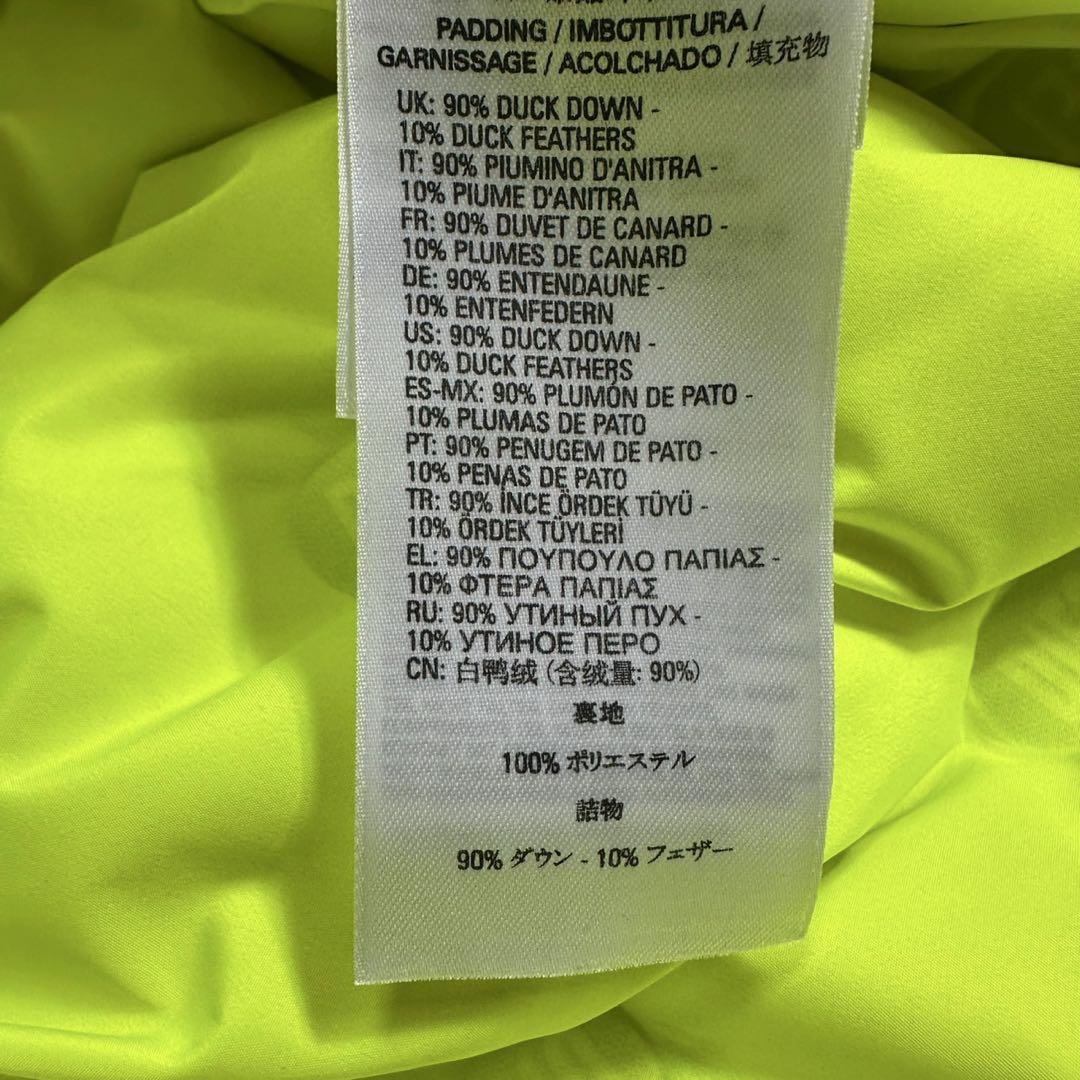 PADDING / IMBOTTITURA /
GARNISSAGE / ACOLCHADO / 填充物
UK: 90% DUCK DOWN -
10% DUCK FEATHERS
IT: 90% PIUMINO D'ANITRA -
10% PIUME D'ANITRA
FR: 90% DUVET DE CANARD -
10% PLUMES DE CANARD
DE: 90% ENTENDAUNE -
10% ENTENFEDERN
US: 90% DUCK DOWN -
10% DUCK FEATHERS
ES-MX: 90% PLUMÓN DE PATO -
10% PLUMAS DE PATO
PT: 90% PENUGEM DE PATO -
10% PENAS DE PATO
TR: 90% İNCE ÖRDEK TÜYÜ -
10% ÖRDEK TÜYLERİ
EL: 90% ΠΟΥΠΟΥΛΟ ΠΑΠΙΑΣ -
10% ΦΤΕΡΑ ΠΑΠΙΑΣ
RU: 90% УТИНЫЙ ПУХ -
10% УТИНОЕ ПЕРО
CN: 白鸭绒 (含绒量: 90%)
裏地
100% ポリエステル
詰物
90% ダウン - 10% フェザー